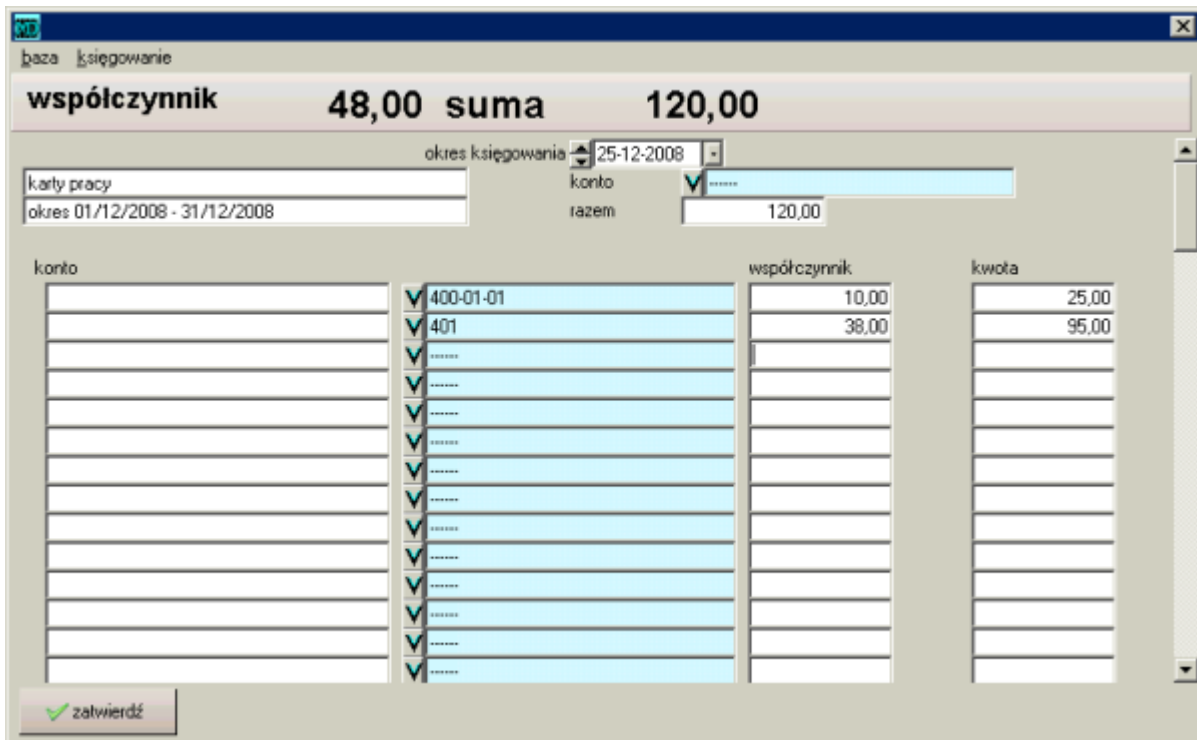 baza księgowanie
współczynnik 48,00 suma 120,00
okres księgowania 25-12-2008
karty pracy konto ------
okres 01/12/2008 - 31/12/2008 razem 120,00
konto współczynnik kwota
400-01-01 10,00 25,00
401 38,00 95,00
------
------
------
------
------
------
------
------
------
------
------
------
zatwierdź